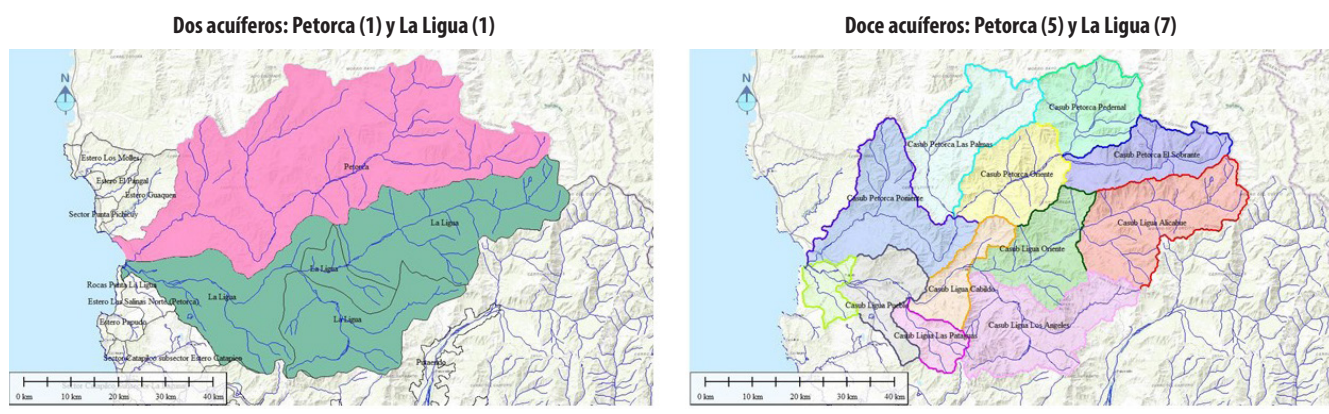 Dos acuíferos: Petorca (1) y La Ligua (1)
N
Estero Los Molles
Estero El Pangal
Estero Guaquen
Sector Punta Pichicuy
Petorca
La Ligua
La Ligua
La Ligua
La Ligua
Rocas Punta La Ligua
Estero Las Salinas Norte (Petorca)
Estero Papudo
Sector Catapilco subsector Estero Catapilco
Putaendo
0 km 10 km 20 km 30 km 40 km
Doce acuíferos: Petorca (5) y La Ligua (7)
N
Casub Petorca Pedernal
Casub Petorca Las Palmas
Casub Petorca El Sobrante
Casub Petorca Oriente
Casub Petorca Poniente
Casub Ligua Alicahue
Casub Ligua Oriente
Casub Ligua Cabildo
Casub Ligua Pueblo
Casub Ligua Los Angeles
Casub Ligua Las Pataguas
0 km 10 km 20 km 30 km 40 km